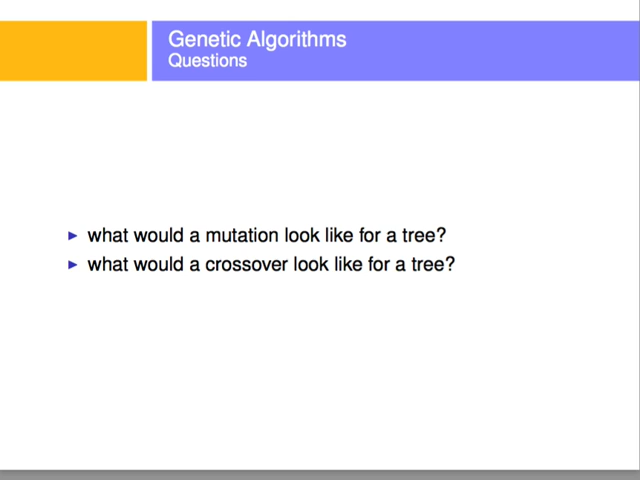 Genetic Algorithms
Questions
what would a mutation look like for a tree?
what would a crossover look like for a tree?